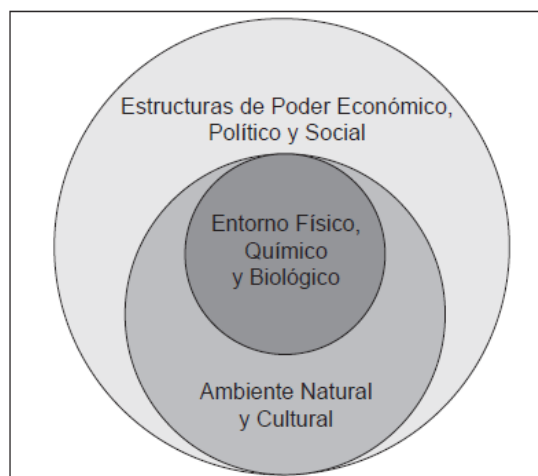 Estructuras de Poder Económico,
Político y Social
Entorno Físico,
Químico
y Biológico
Ambiente Natural
y Cultural